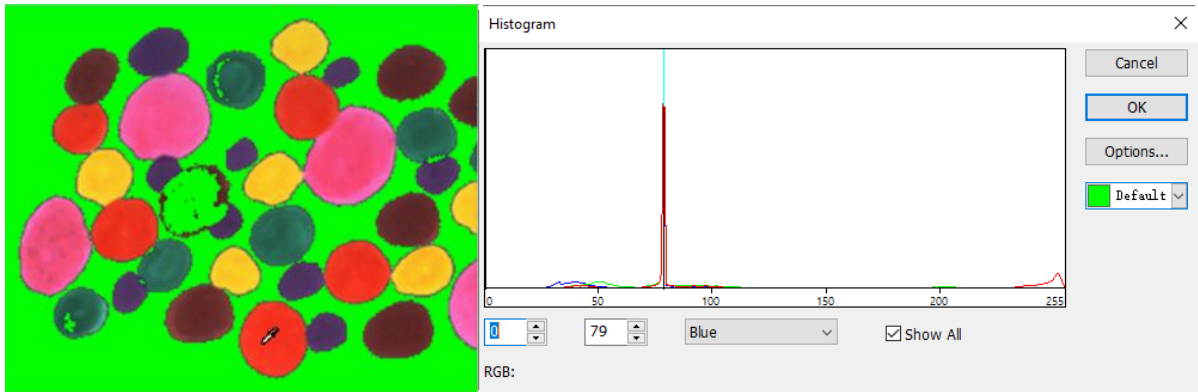 Histogram
Cancel
OK
Options...
Default
0 50 100 150 200 255
0 79 Blue Show All
RGB: